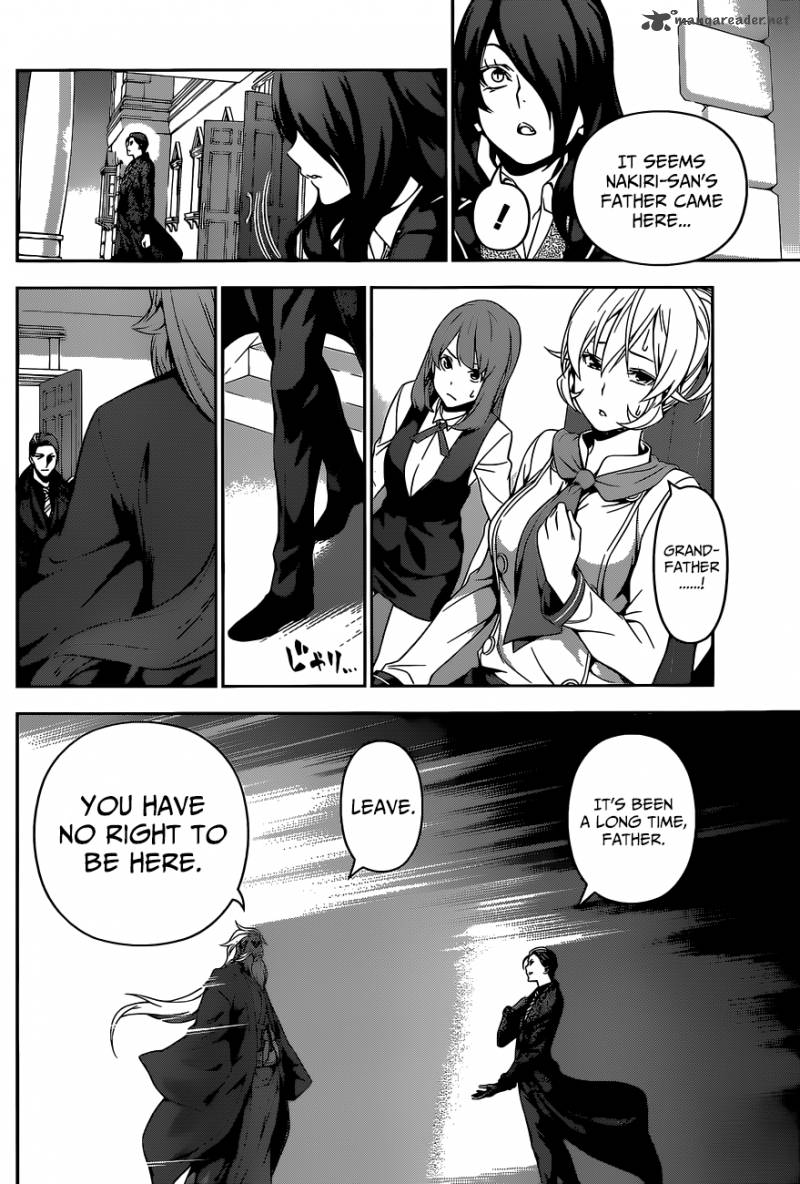 mangareader.net
IT SEEMS
NAKIRI-SAN'S
FATHER CAME
HERE...
!
GRAND-
FATHER
......!
じゃり...
IT'S BEEN
A LONG TIME,
FATHER.
LEAVE.
YOU HAVE
NO RIGHT TO
BE HERE.